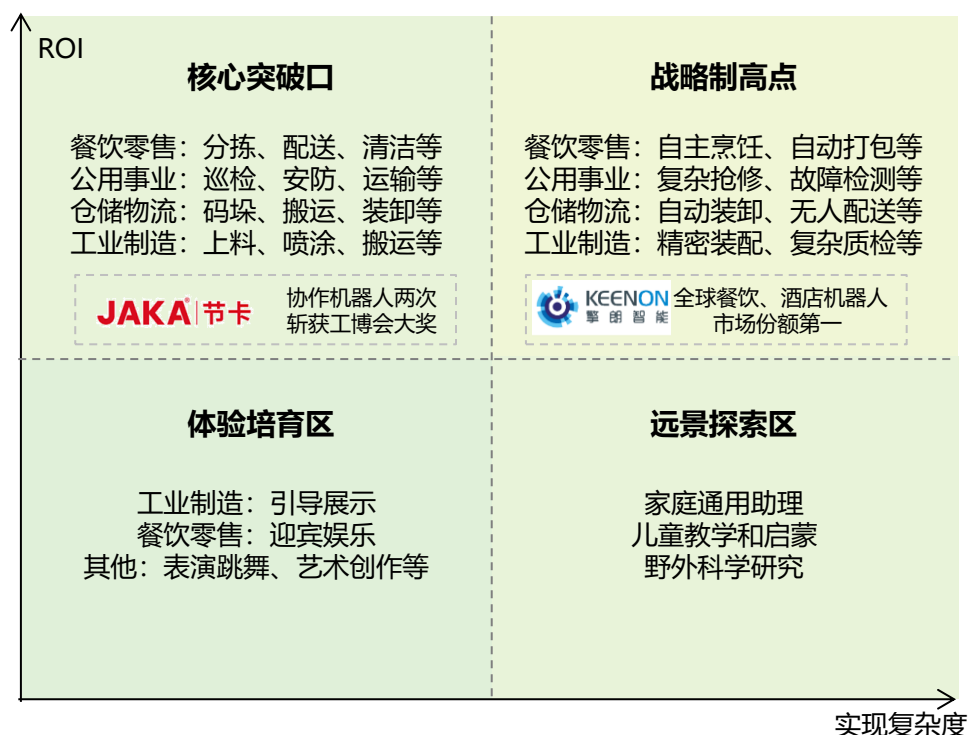 ROI
核心突破口
餐饮零售：分拣、配送、清洁等
公用事业：巡检、安防、运输等
仓储物流：码垛、搬运、装卸等
工业制造：上料、喷涂、搬运等
JAKA 节卡
协作机器人两次
斩获工博会大奖
战略制高点
餐饮零售：自主烹饪、自动打包等
公用事业：复杂抢修、故障检测等
仓储物流：自动装卸、无人配送等
工业制造：精密装配、复杂质检等
KEENON
擎朗智能
全球餐饮、酒店机器人
市场份额第一
体验培育区
工业制造：引导展示
餐饮零售：迎宾娱乐
其他：表演跳舞、艺术创作等
远景探索区
家庭通用助理
儿童教学和启蒙
野外科学研究
实现复杂度